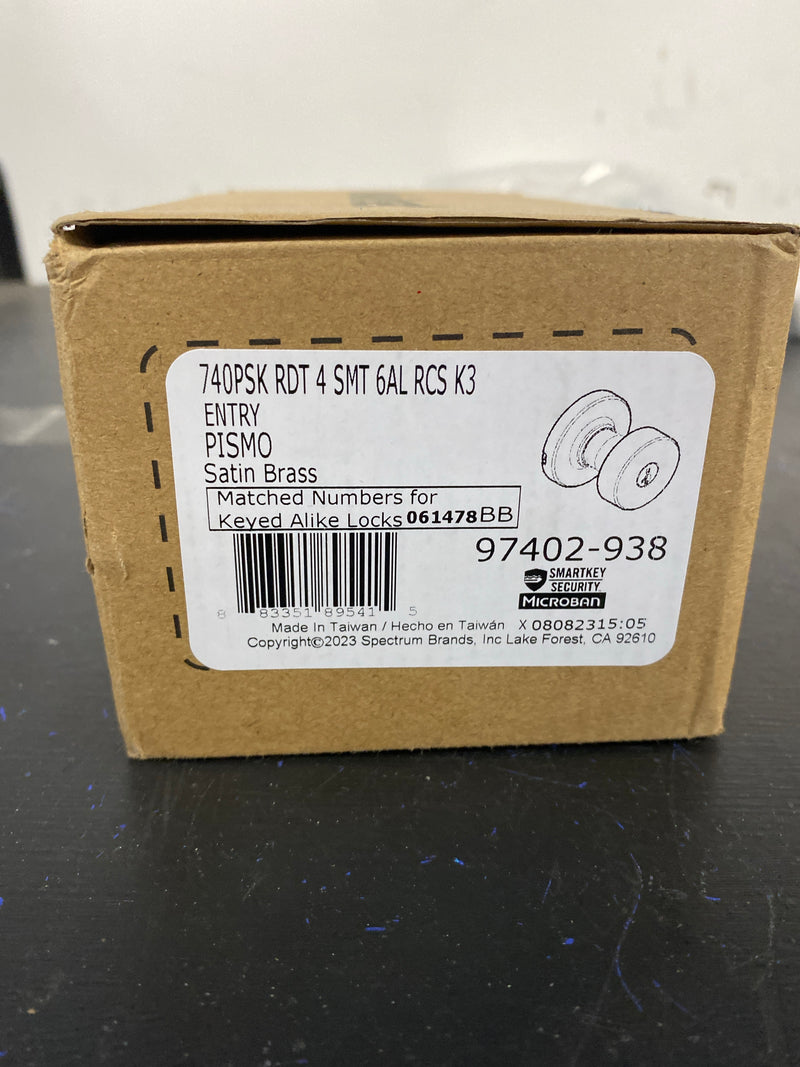 740PSK RDT 4 SMT 6AL RCS K3
ENTRY
PISMO
Satin Brass
Matched Numbers for
Keyed Alike Locks 061478BB
97402-938
SMARTKEY
SECURITY
MICROBAN
8 83351 89541 5
Made In Taiwan / Hecho en Taiwán X 08082315:05
Copyright©2023 Spectrum Brands, Inc Lake Forest, CA 92610